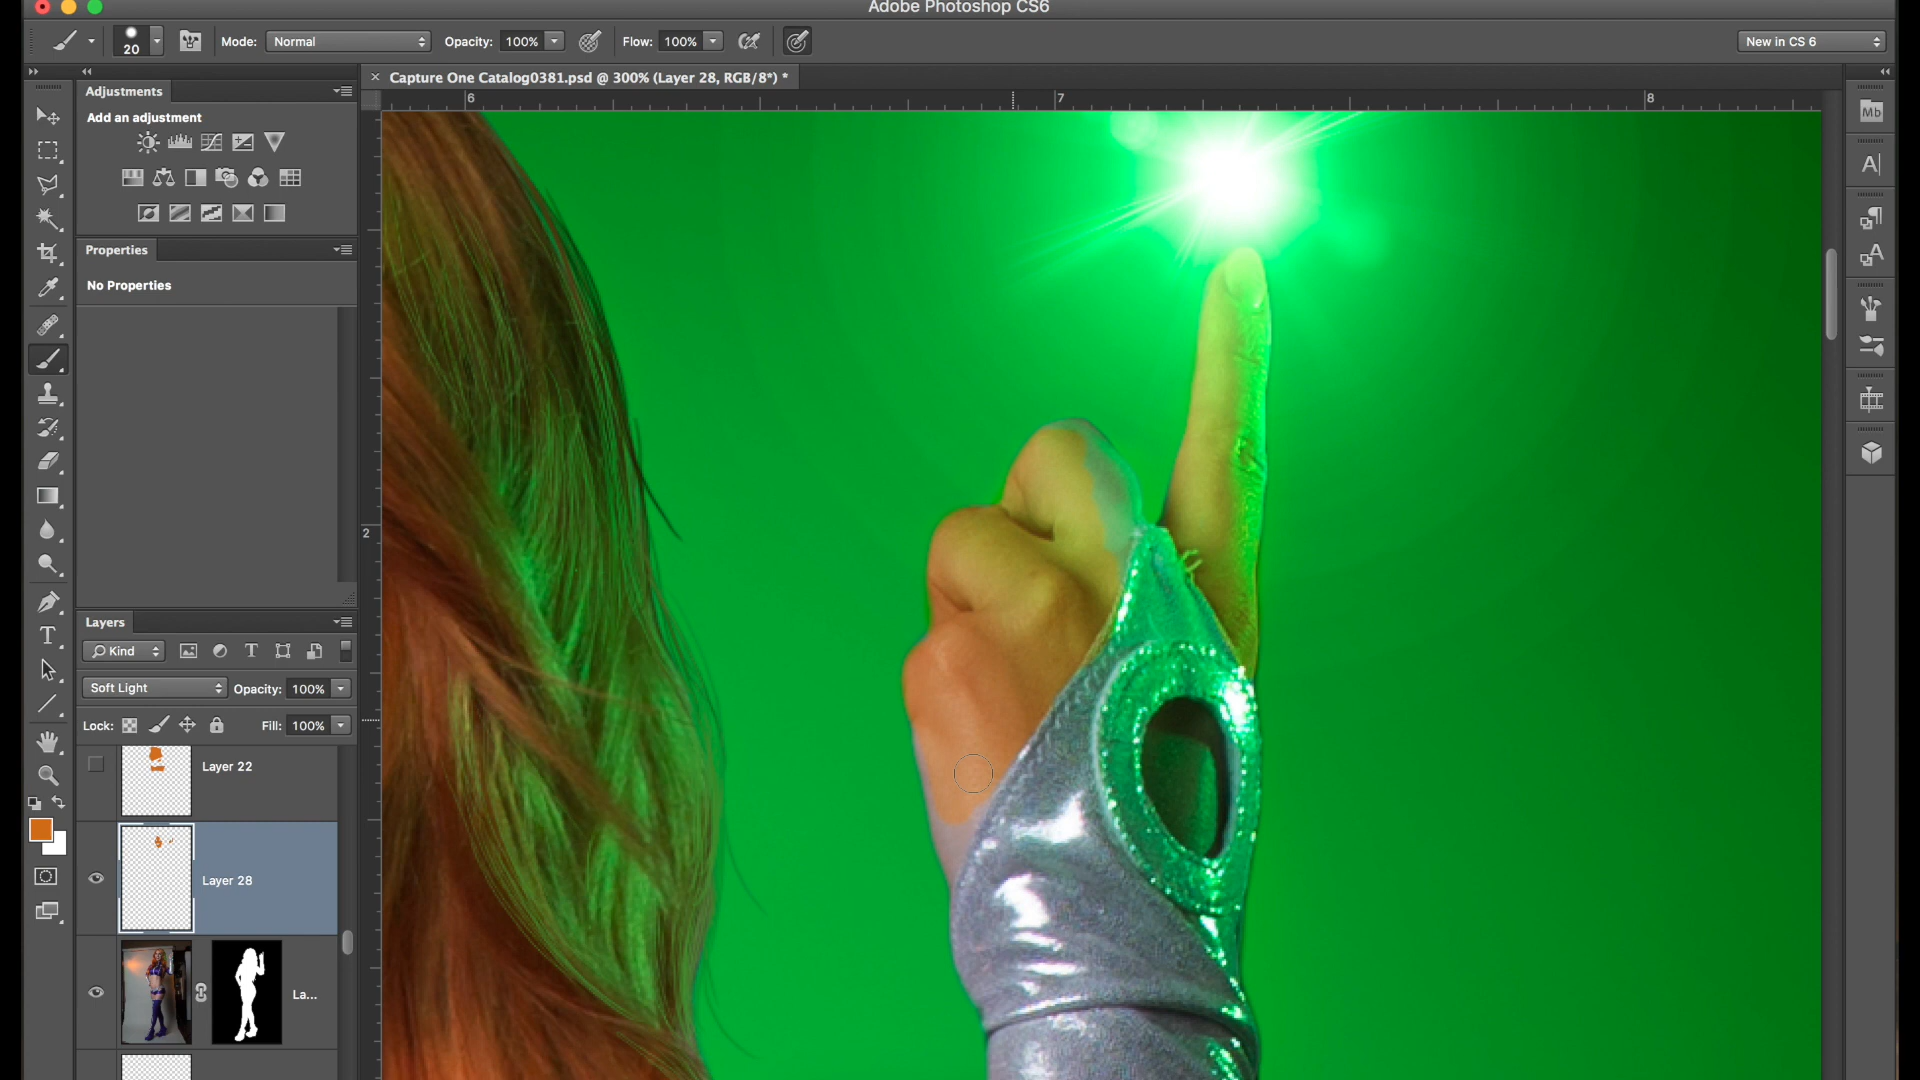 Adobe Photoshop CS6
20
Mode: Normal
Opacity: 100%
Flow: 100%
New in CS 6
Capture One Catalog0381.psd @ 300% (Layer 28, RGB/8*) *
Adjustments
Add an adjustment
Properties
No Properties
6
7
8
2
Mb
A
A
Layers
Kind
T
T
Soft Light
Opacity: 100%
Lock:
Fill: 100%
Layer 22
Layer 28
La...